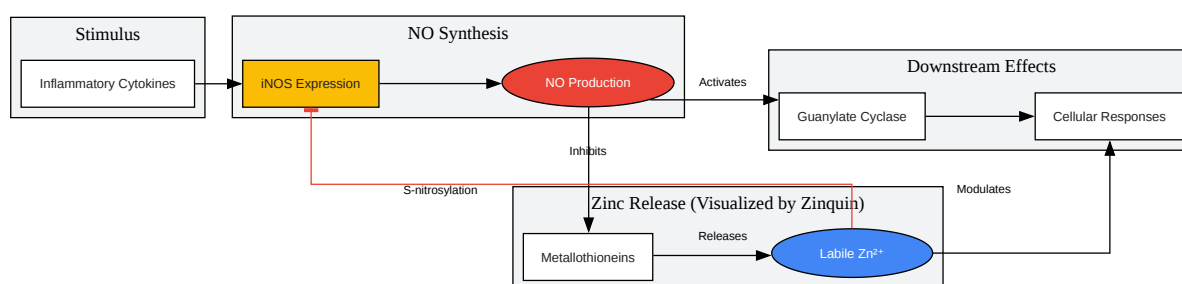 Stimulus
Inflammatory Cytokines
NO Synthesis
iNOS Expression
NO Production
Activates
Downstream Effects
Guanylate Cyclase
Cellular Responses
Inhibits
S-nitrosylation
Modulates
Zinc Release (Visualized by Zinquin)
Metallothioneins
Releases
Labile Zn²⁺